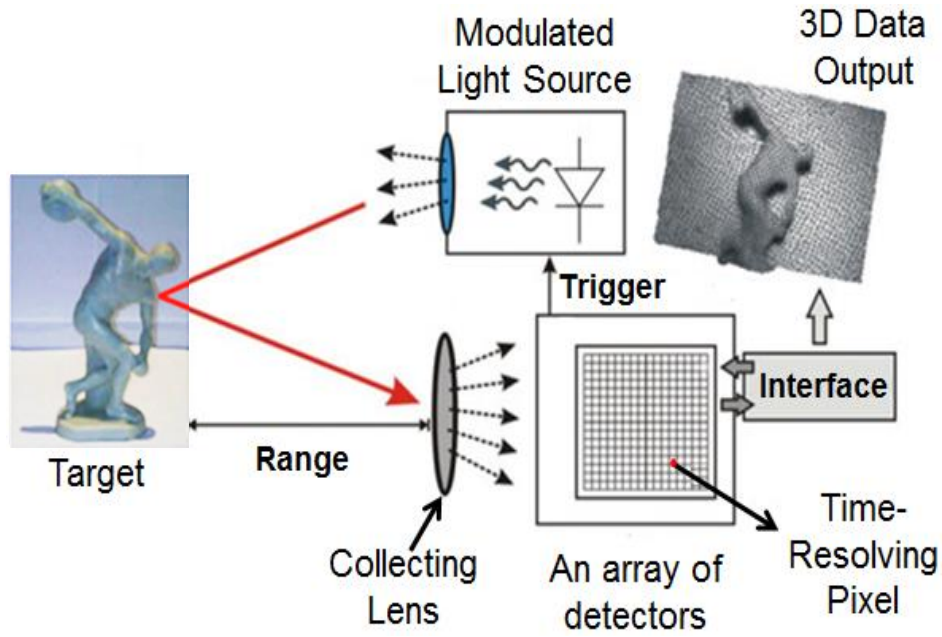 Modulated
Light Source
3D Data
Output
Trigger
Interface
Range
Target
Collecting
Lens
An array of
detectors
Time-
Resolving
Pixel